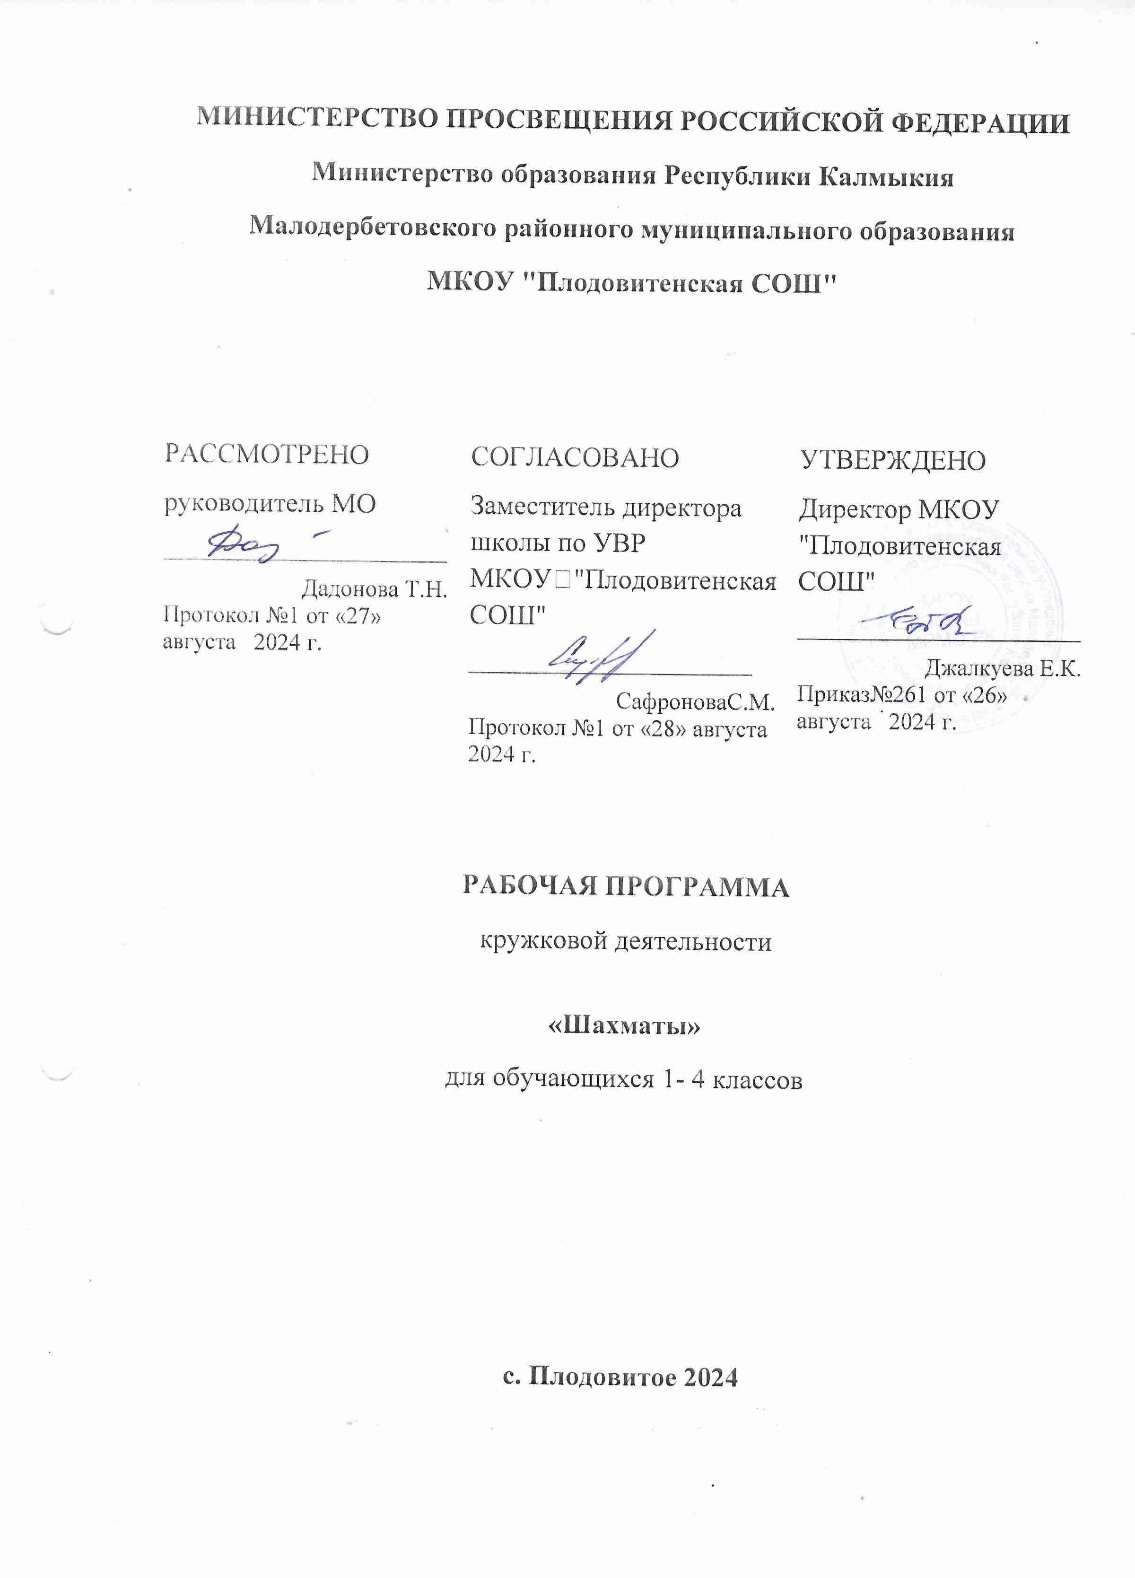 МИНИСТЕРСТВО ПРОСВЕЩЕНИЯ РОССИЙСКОЙ ФЕДЕРАЦИИ
Министерство образования Республики Калмыкия
Малодербетовского районного муниципального образования
МКОУ "Плодовитенская СОШ"
РАССМОТРЕНО
руководитель МО
Дадонова Т.Н.
Протокол №1 от «27»
августа 2024 г.
СОГЛАСОВАНО
Заместитель директора
школы по УВР
МКОУ□"Плодовитенская
СОШ"
СафроноваС.М.
Протокол №1 от «28» августа
2024 г.
УТВЕРЖДЕНО
Директор МКОУ
"Плодовитенская
СОШ"
Джалкуева Е.К.
Приказ№261 от «26»
августа 2024 г.
РАБОЧАЯ ПРОГРАММА
кружковой деятельности
«Шахматы»
для обучающихся 1- 4 классов
с. Плодовитое 2024